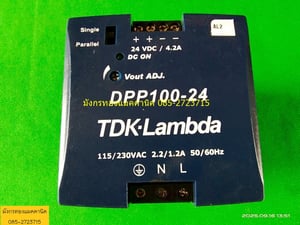 Single
Parallel
+ + − −
24 VDC / 4.2A
DC ON
Vout ADJ.
AL2
DPP100-24
มังกรทองแมคคานิค 085-2723715
TDK·Lambda
115/230VAC 2.2/1.2A 50/60Hz
N L
มังกรทองแมคคานิค
085-2723715
2025.09.16 13:51